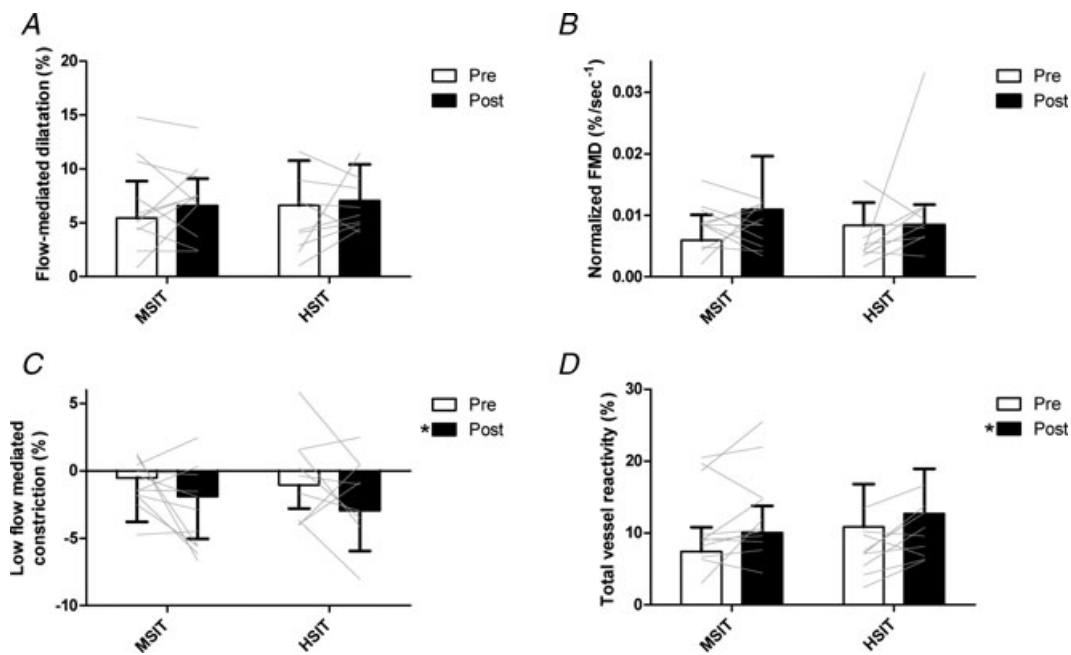 A
Flow-mediated dilatation (%)
20
15
10
5
0
MSIT
HSIT
Pre
Post
B
Normalized FMD (%/sec⁻¹)
0.03
0.02
0.01
0.00
MSIT
HSIT
Pre
Post
C
Low flow mediated
constriction (%)
5
0
-5
-10
MSIT
HSIT
Pre
* Post
D
Total vessel reactivity (%)
30
20
10
0
MSIT
HSIT
Pre
* Post